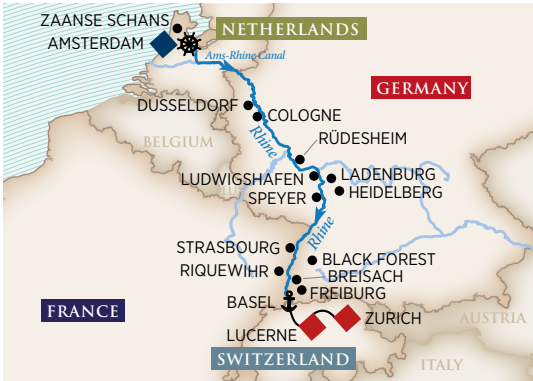 ZAANSE SCHANS
NETHERLANDS
AMSTERDAM
Ams-Rhine Canal
GERMANY
DUSSELDORF
COLOGNE
Rhine
BELGIUM
RÜDESHEIM
LUDWIGSHAFEN
LADENBURG
HEIDELBERG
SPEYER
Rhine
STRASBOURG
BLACK FOREST
RIQUEWIHR
BREISACH
FREIBURG
BASEL
FRANCE
LUCERNE
ZURICH
AUSTRIA
SWITZERLAND
ITALY